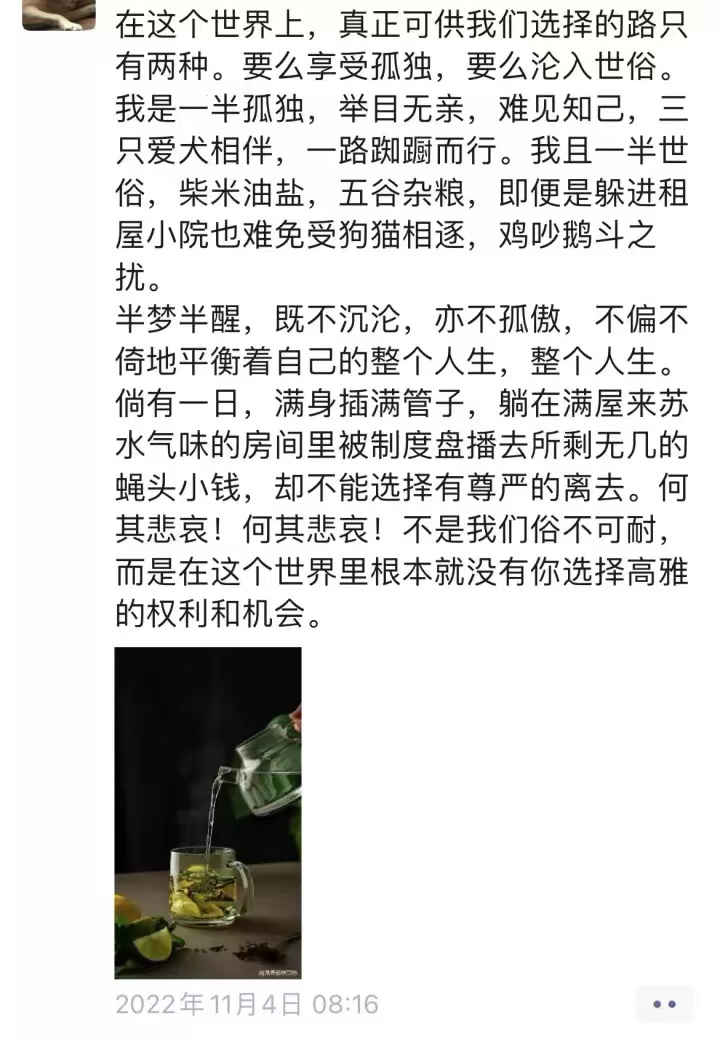 在这个世界上，真正可供我们选择的路只
有两种。要么享受孤独，要么沦入世俗。
我是一半孤独，举目无亲，难见知己，三
只爱犬相伴，一路踟蹰而行。我且一半世
俗，柴米油盐，五谷杂粮，即便是躲进租
屋小院也难免受狗猫相逐，鸡吵鹅斗之
扰。
半梦半醒，既不沉沦，亦不孤傲，不偏不
倚地平衡着自己的整个人生，整个人生。
倘有一日，满身插满管子，躺在满屋来苏
水气味的房间里被制度盘播去所剩无几的
蝇头小钱，却不能选择有尊严的离去。何
其悲哀！何其悲哀！不是我们俗不可耐，
而是在这个世界里根本就没有你选择高雅
的权利和机会。
2022年11月4日 08:16